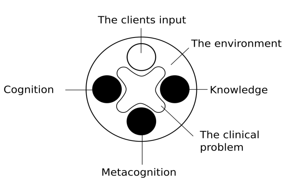 The clients input
The environment
Cognition
Knowledge
The clinical
problem
Metacognition